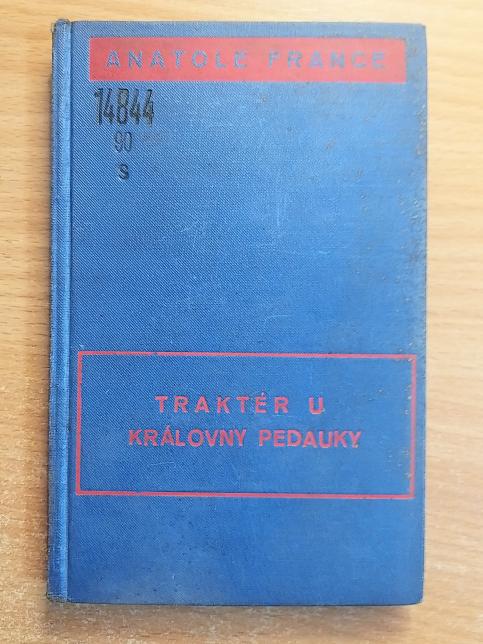 ANATOLE FRANCE
14844
90
S
TRAKTÉR U
KRÁLOVNY PEDAUKY